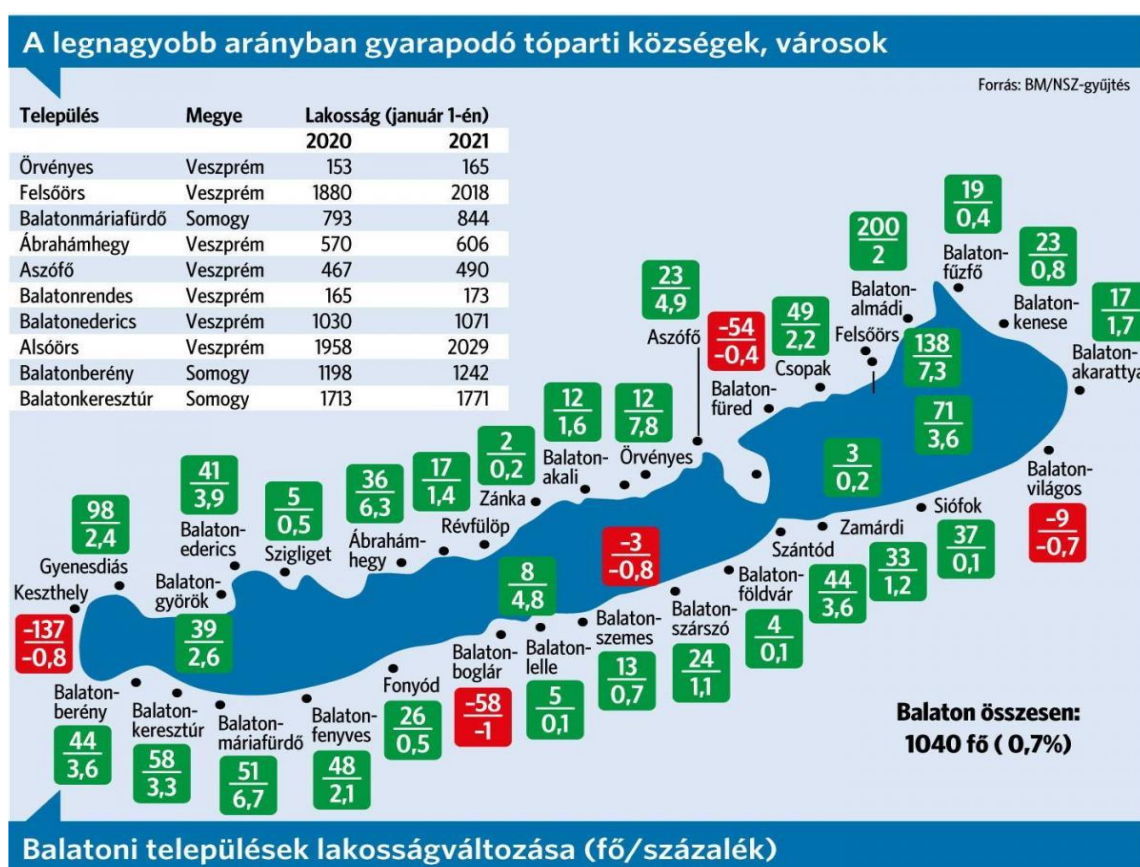 A legnagyobb arányban gyarapodó tóparti községek, városok
Forrás: BM/NSZ-gyűjtés
Település Megye Lakosság (január 1-én)
2020 2021
Örvényes Veszprém 153 165
Felsőörs Veszprém 1880 2018
Balatonmáriafürdő Somogy 793 844
Ábrahámhegy Veszprém 570 606
Aszófő Veszprém 467 490
Balatonrendes Veszprém 165 173
Balatonederics Veszprém 1030 1071
Alsóörs Veszprém 1958 2029
Balatonberény Somogy 1198 1242
Balatonkeresztúr Somogy 1713 1771
19
0,4
Balaton-
fűzfő
200
2
Balaton-
almádi
23
0,8
Balaton-
kenese
17
1,7
Balaton-
akarattya
23
4,9
Aszófő
-54
-0,4
Balaton-
füred
49
2,2
Csopak
Felsőörs
138
7,3
71
3,6
3
0,2
12
1,6
Balaton-
akali
12
7,8
Örvényes
2
0,2
Zánka
17
1,4
Révfülöp
36
6,3
Ábrahám-
hegy
5
0,5
Szigliget
41
3,9
Balaton-
ederics
98
2,4
Gyenesdiás
Balaton-
györök
39
2,6
Keszthely
-137
-0,8
-3
-0,8
8
4,8
Balaton-
világos
-9
-0,7
Siófok
37
0,1
Zamárdi
33
1,2
Szántód
44
3,6
Balaton-
földvár
4
0,1
Balaton-
szárszó
24
1,1
Balaton-
szemes
13
0,7
Balaton-
lelle
5
0,1
Balaton-
boglár
-58
-1
Fonyód
26
0,5
Balaton-
fenyves
48
2,1
Balaton-
máriafürdő
51
6,7
Balaton-
keresztúr
58
3,3
Balaton-
berény
44
3,6
Balaton összesen:
1040 fő ( 0,7%)
Balatoni települések lakosságváltozása (fő/százalék)